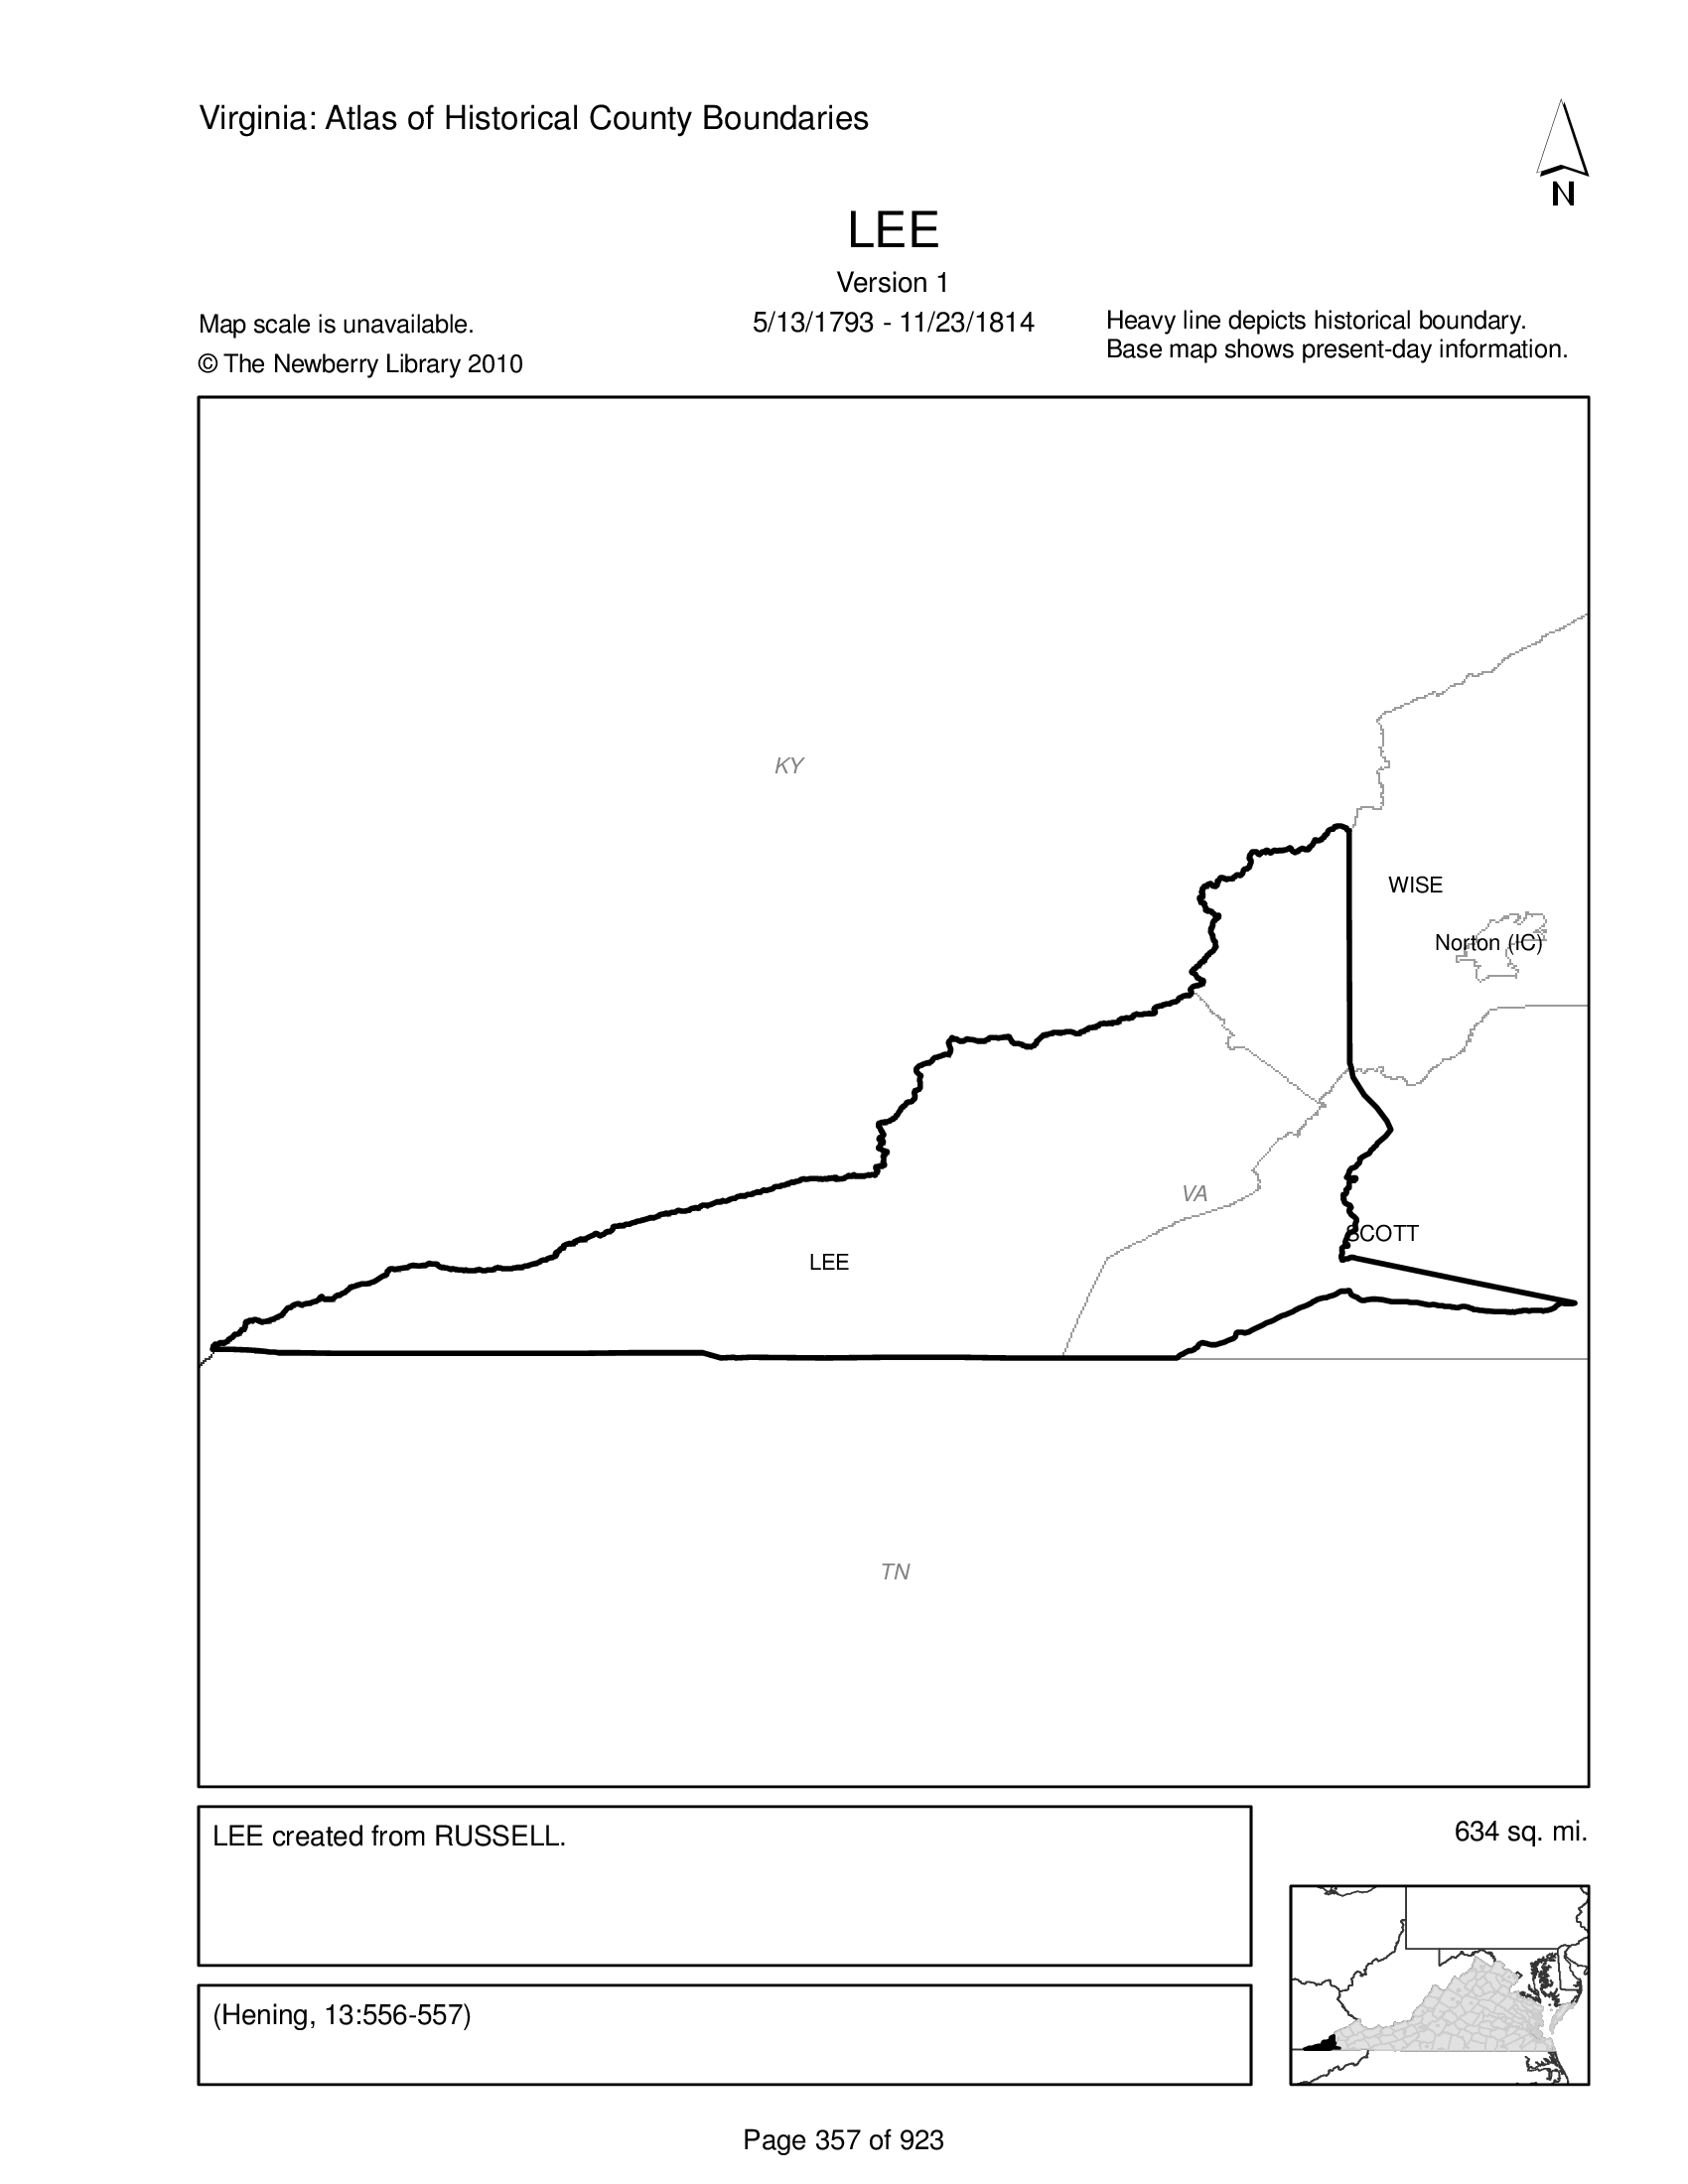 Virginia: Atlas of Historical County Boundaries
N
LEE
Version 1
5/13/1793 - 11/23/1814
Map scale is unavailable.
© The Newberry Library 2010
Heavy line depicts historical boundary.
Base map shows present-day information.
KY
WISE
Norton (IC)
VA
SCOTT
LEE
TN
LEE created from RUSSELL.
634 sq. mi.
(Hening, 13:556-557)
Page 357 of 923